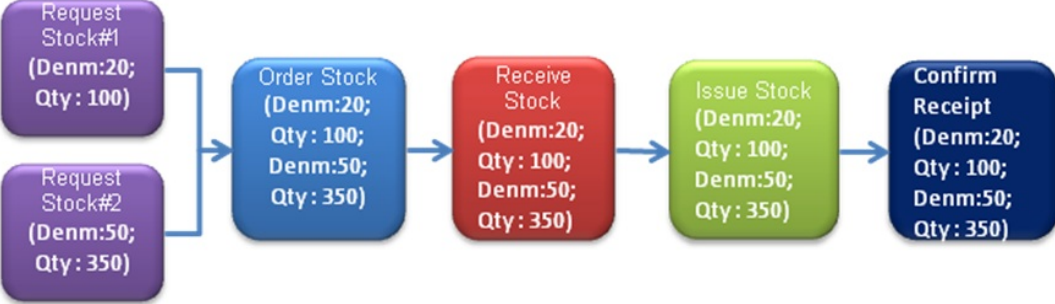 Request
Stock#1
(Denm:20;
Qty : 100)
Request
Stock#2
(Denm:50;
Qty : 350)
Order Stock
(Denm:20;
Qty : 100;
Denm:50;
Qty : 350)
Receive
Stock
(Denm:20;
Qty : 100;
Denm:50;
Qty : 350)
Issue Stock
(Denm:20;
Qty : 100;
Denm:50;
Qty : 350)
Confirm
Receipt
(Denm:20;
Qty : 100;
Denm:50;
Qty : 350)